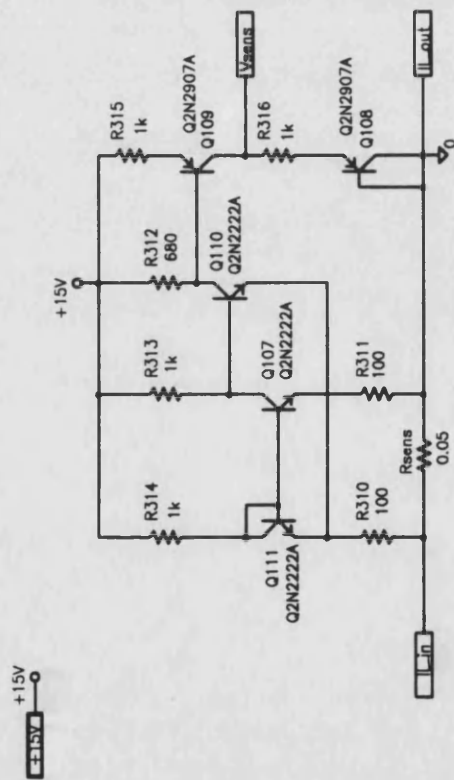 +15V
+15V
+15V
R315
1k
Q2N2907A
Q109
Vsens
R312
680
Q110
Q2N2222A
R316
1k
Q2N2907A
Q108
R313
1k
Q107
Q2N2222A
R314
1k
Q111
Q2N2222A
R311
100
R310
100
Rsens
0.05
IL_in
IL_out
0